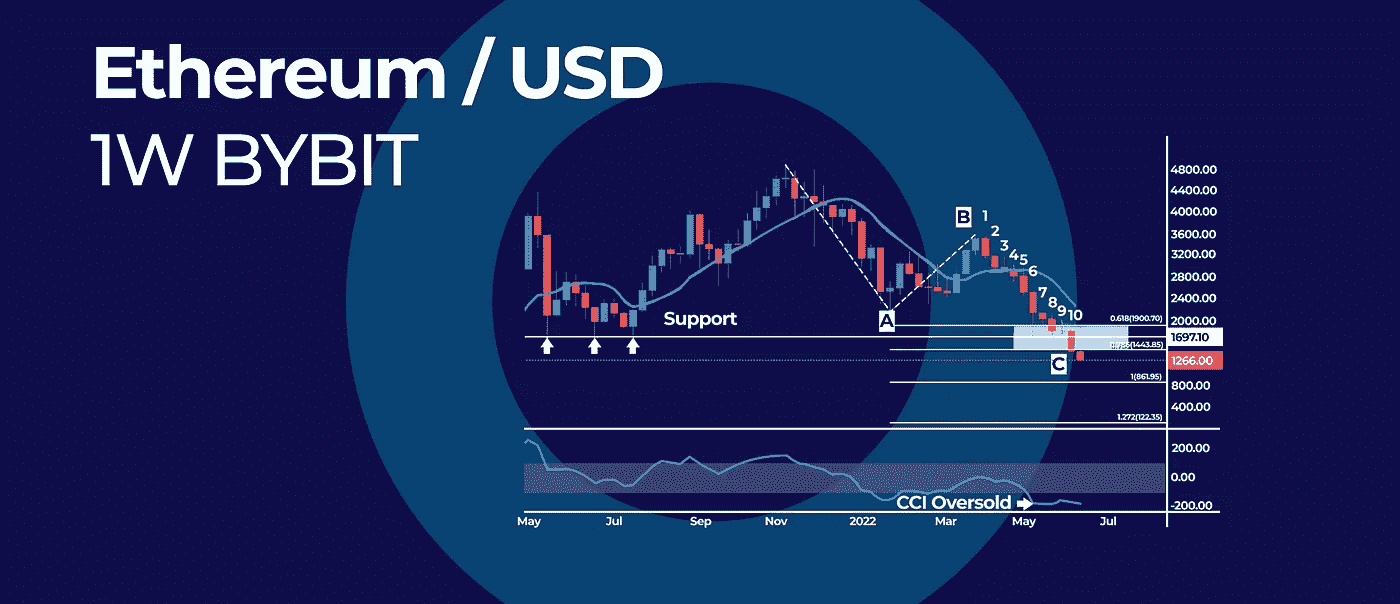 Ethereum / USD
1W BYBIT
4800.00
4400.00
4000.00
3600.00
3200.00
2800.00
2400.00
2000.00
1697.10
1266.00
800.00
400.00
B
1
2
3
4
5
6
7
8
9
10
A
C
Support
0.618(1900.70)
0.786(1443.85)
1(861.95)
1.272(122.35)
200.00
0.00
-200.00
CCI Oversold
May
Jul
Sep
Nov
2022
Mar
May
Jul